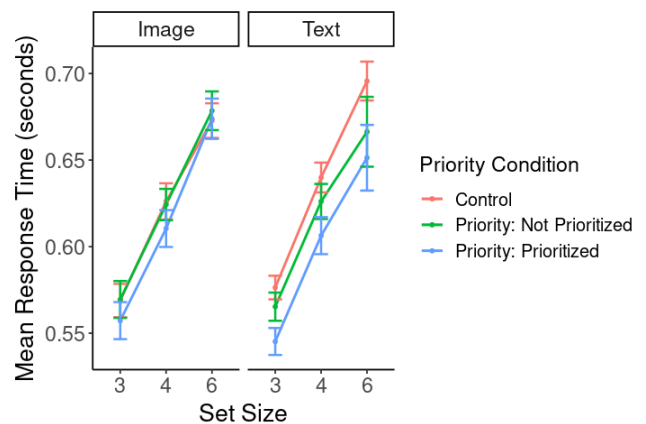 Image Text
Mean Response Time (seconds)
0.70
0.65
0.60
0.55
3 4 6 3 4 6
Set Size
Priority Condition
Control
Priority: Not Prioritized
Priority: Prioritized